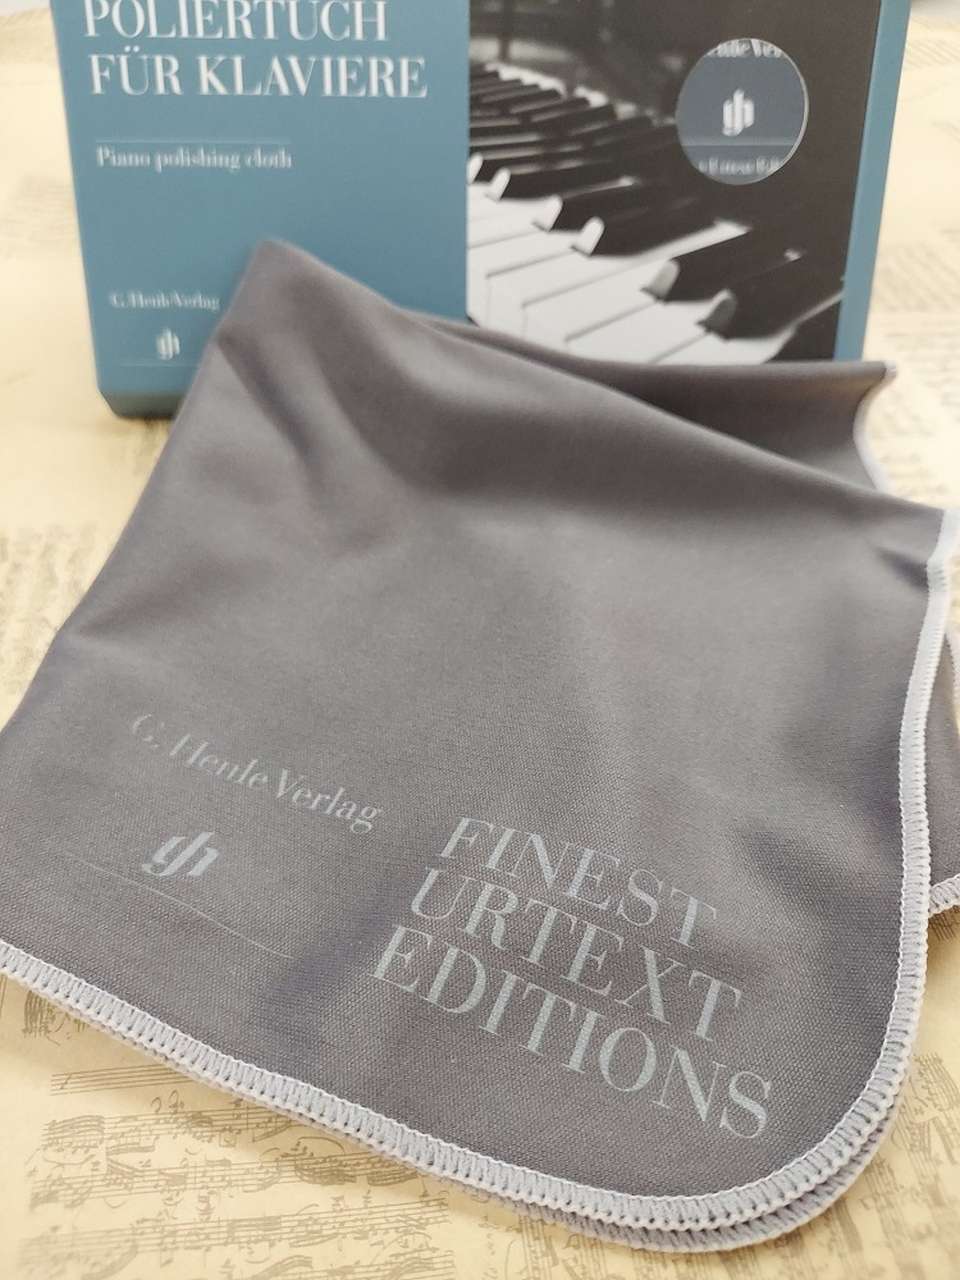 POLIERTUCH
FÜR KLAVIERE
Piano polishing cloth
G. Henle Verlag
G. Henle Verlag
FINEST
URTEXT
EDITIONS